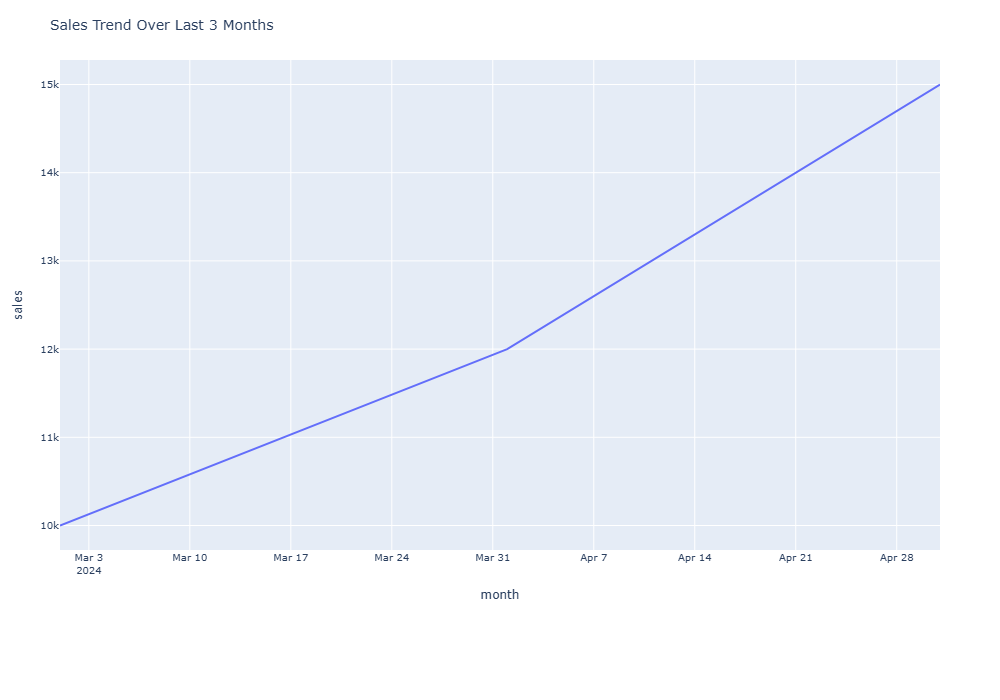 Sales Trend Over Last 3 Months
sales
15k
14k
13k
12k
11k
10k
Mar 3 Mar 10 Mar 17 Mar 24 Mar 31 Apr 7 Apr 14 Apr 21 Apr 28
2024
month